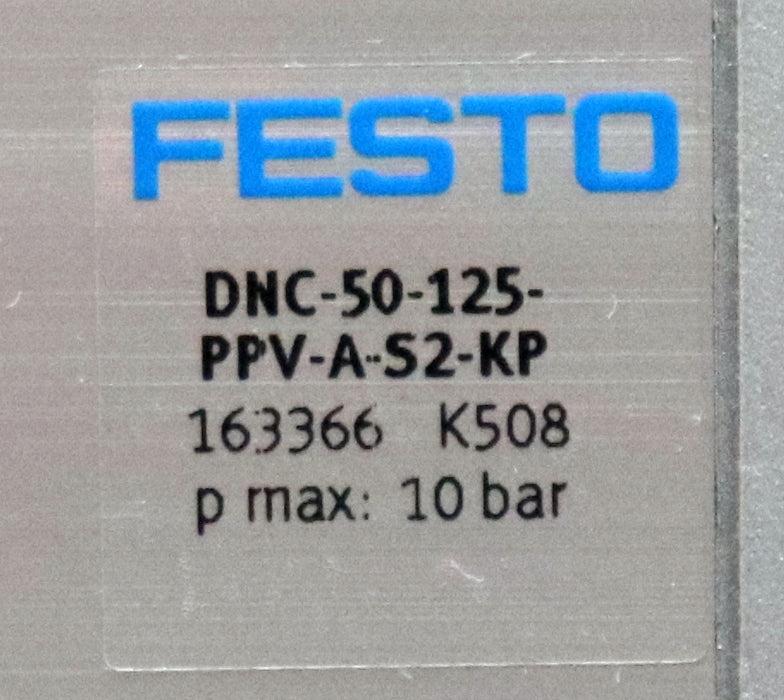 FESTO
DNC-50-125-
PPV-A-S2-KP
163366 K508
p max: 10 bar